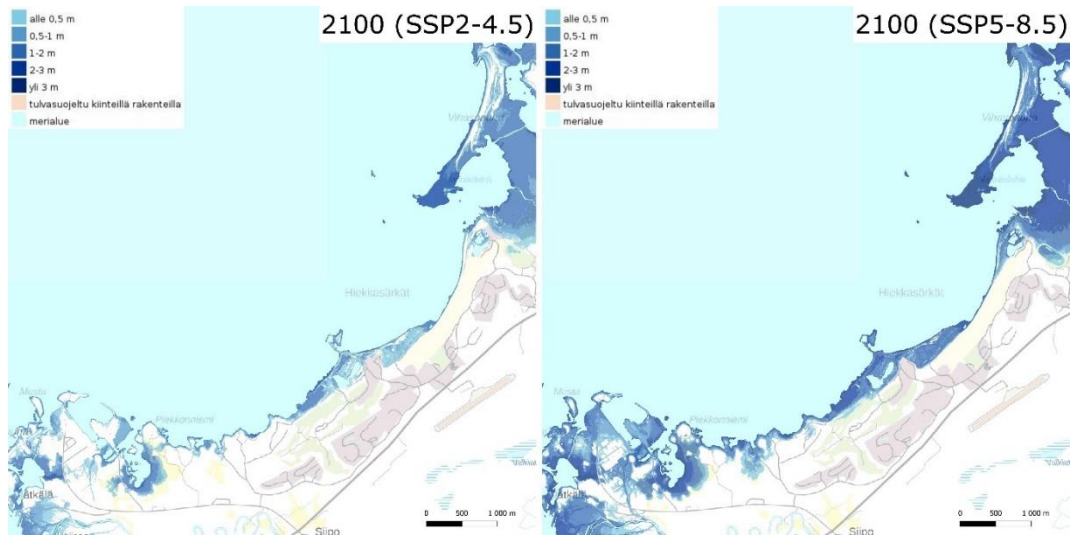 2100 (SSP2-4.5)
alle 0,5 m
0,5-1 m
1-2 m
2-3 m
yli 3 m
tulvasuojeltu kiinteillä rakenteilla
merialue
Hiekkasärkät
Piekkoniemi
Siipo
0 500 1 000 m
2100 (SSP5-8.5)
alle 0,5 m
0,5-1 m
1-2 m
2-3 m
yli 3 m
tulvasuojeltu kiinteillä rakenteilla
merialue
Hiekkasärkät
Piekkoniemi
Siipo
0 500 1 000 m